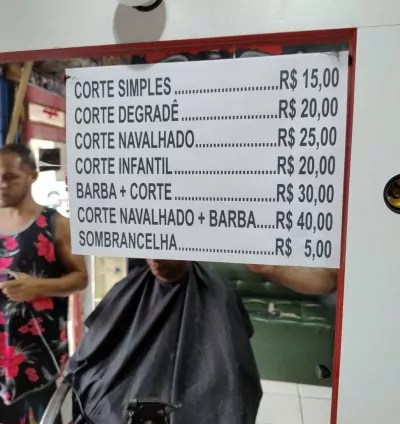 CORTE SIMPLES..............................R$ 15,00
CORTE DEGRADÊ............................R$ 20,00
CORTE NAVALHADO........................R$ 25,00
CORTE INFANTIL.............................R$ 20,00
BARBA + CORTE.............................R$ 30,00
CORTE NAVALHADO + BARBA.....R$ 40,00
SOMBRANCELHA...........................R$ 5,00